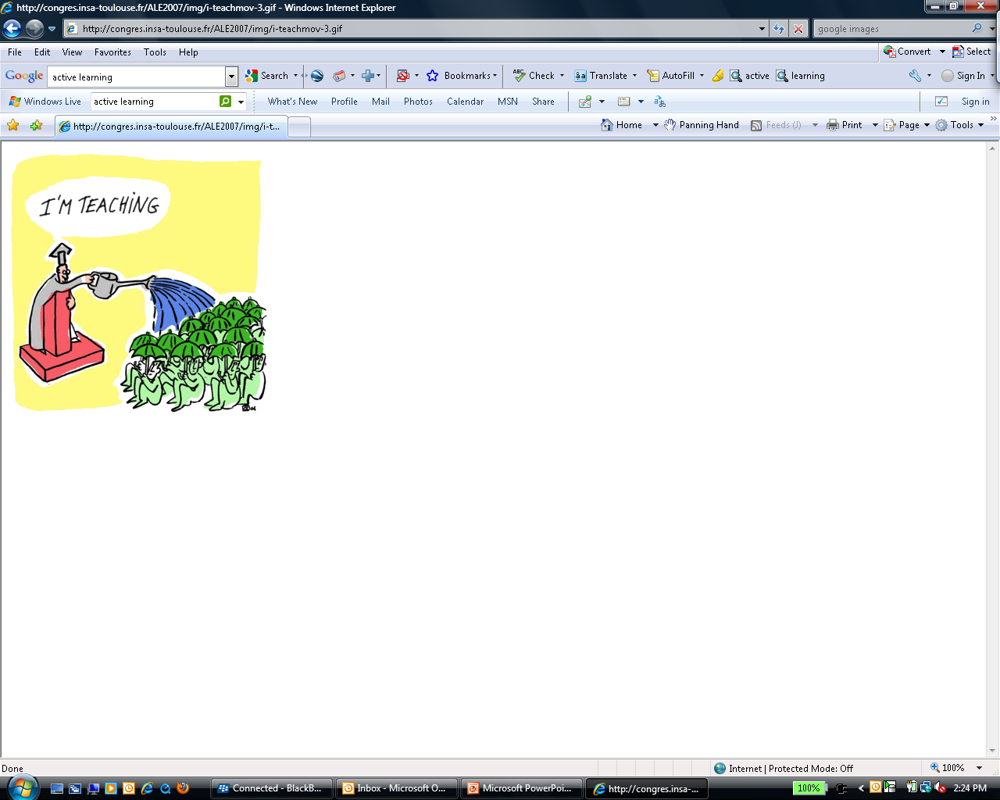 http://congres.insa-toulouse.fr/ALE2007/img/i-teachmov-3.gif - Windows Internet Explorer
http://congres.insa-toulouse.fr/ALE2007/img/i-teachmov-3.gif google images
File Edit View Favorites Tools Help Convert Select
Google active learning Search Bookmarks Check Translate AutoFill active learning Sign In
Windows Live active learning What's New Profile Mail Photos Calendar MSN Share Sign in
http://congres.insa-toulouse.fr/ALE2007/img/i-t... Home Panning Hand Feeds (J) Print Page Tools
I'M TEACHING
Done Internet | Protected Mode: Off 100%
Connected - BlackB... Inbox - Microsoft O... Microsoft PowerPoi... http://congres.insa-... 100% 2:24 PM